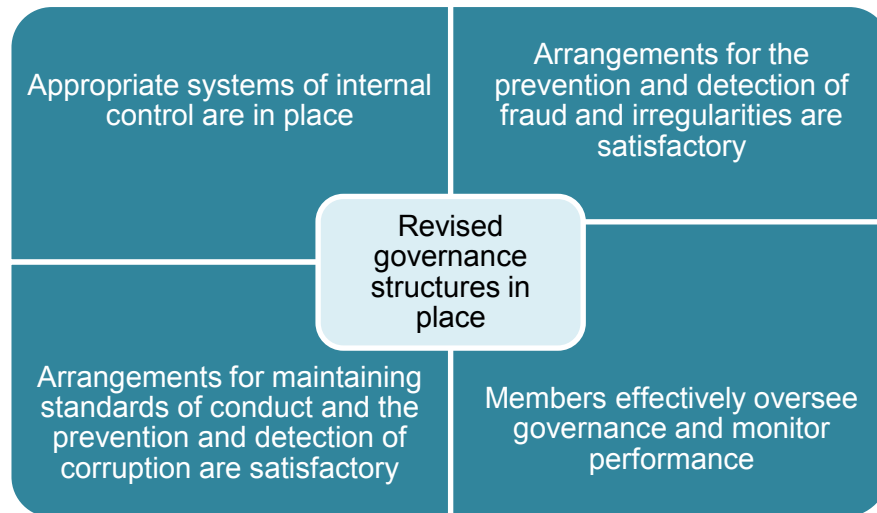 Appropriate systems of internal
control are in place
Arrangements for the
prevention and detection of
fraud and irregularities are
satisfactory
Revised
governance
structures in
place
Arrangements for maintaining
standards of conduct and the
prevention and detection of
corruption are satisfactory
Members effectively oversee
governance and monitor
performance